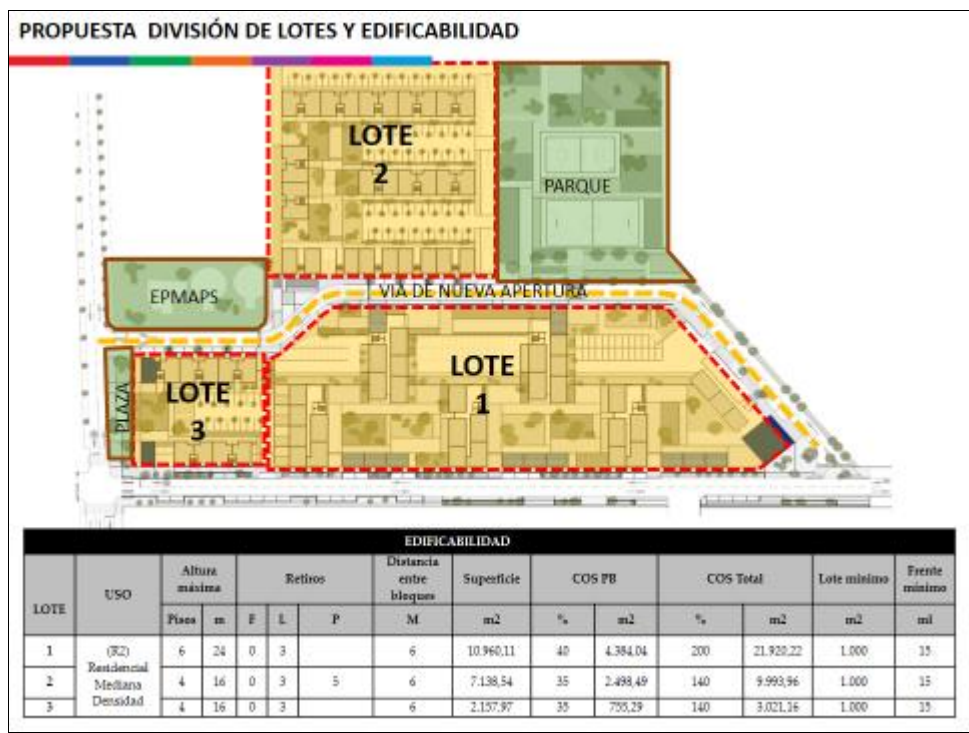 PROPUESTA DIVISIÓN DE LOTES Y EDIFICABILIDAD
LOTE
2
PARQUE
EPMAPS
VIA DE NUEVA APERTURA
LOTE
1
PLAZA
LOTE
3
EDIFICABILIDAD
LOTE USO Altura máxima Retiros Distancia entre bloques Superficie COS PB COS Total Lote minimo Frente minimo
Pisos m F L P M m2 % m2 % m2 m2 ml
1 (R2) Residencial Mediana Densidad 6 24 0 3 6 10.960,11 40 4.384,04 200 21.920,22 1.000 15
2 4 16 0 3 5 6 7.138,54 35 2.498,49 140 9.993,96 1.000 15
3 4 16 0 3 6 2.157,97 35 755,29 140 3.021,16 1.000 15